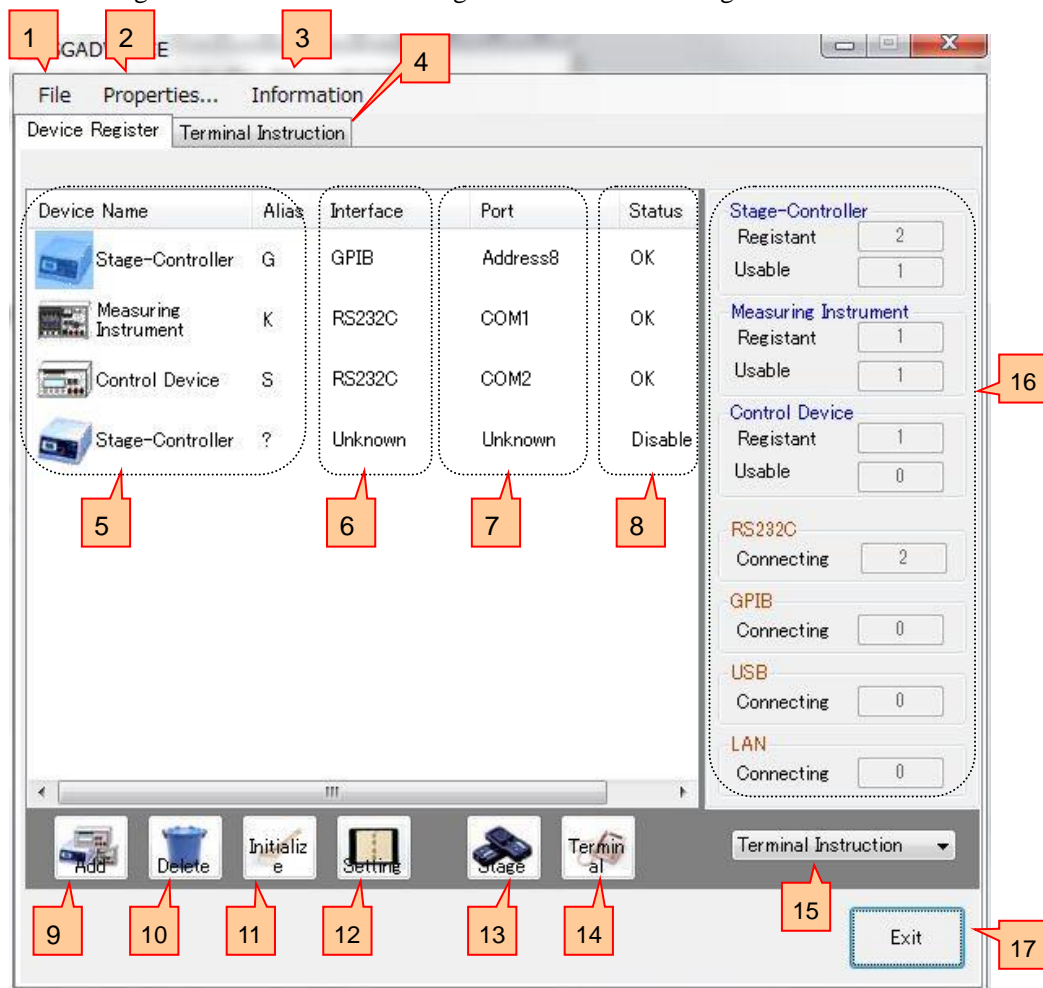 1 2 3 4
File Properties... Information
Device Register Terminal Instruction
Device Name Alias Interface Port Status
Stage-Controller G GPIB Address8 OK
Measuring
Instrument K RS232C COM1 OK
Control Device S RS232C COM2 OK
Stage-Controller ? Unknown Unknown Disable
5 6 7 8
Stage-Controller
Registant 2
Usable 1
Measuring Instrument
Registant 1
Usable 1
16
Control Device
Registant 1
Usable 0
RS232C
Connecting 2
GPIB
Connecting 0
USB
Connecting 0
LAN
Connecting 0
Add Delete Initializ
e Setting Stage Termin
al Terminal Instruction
9 10 11 12 13 14 15
Exit 17